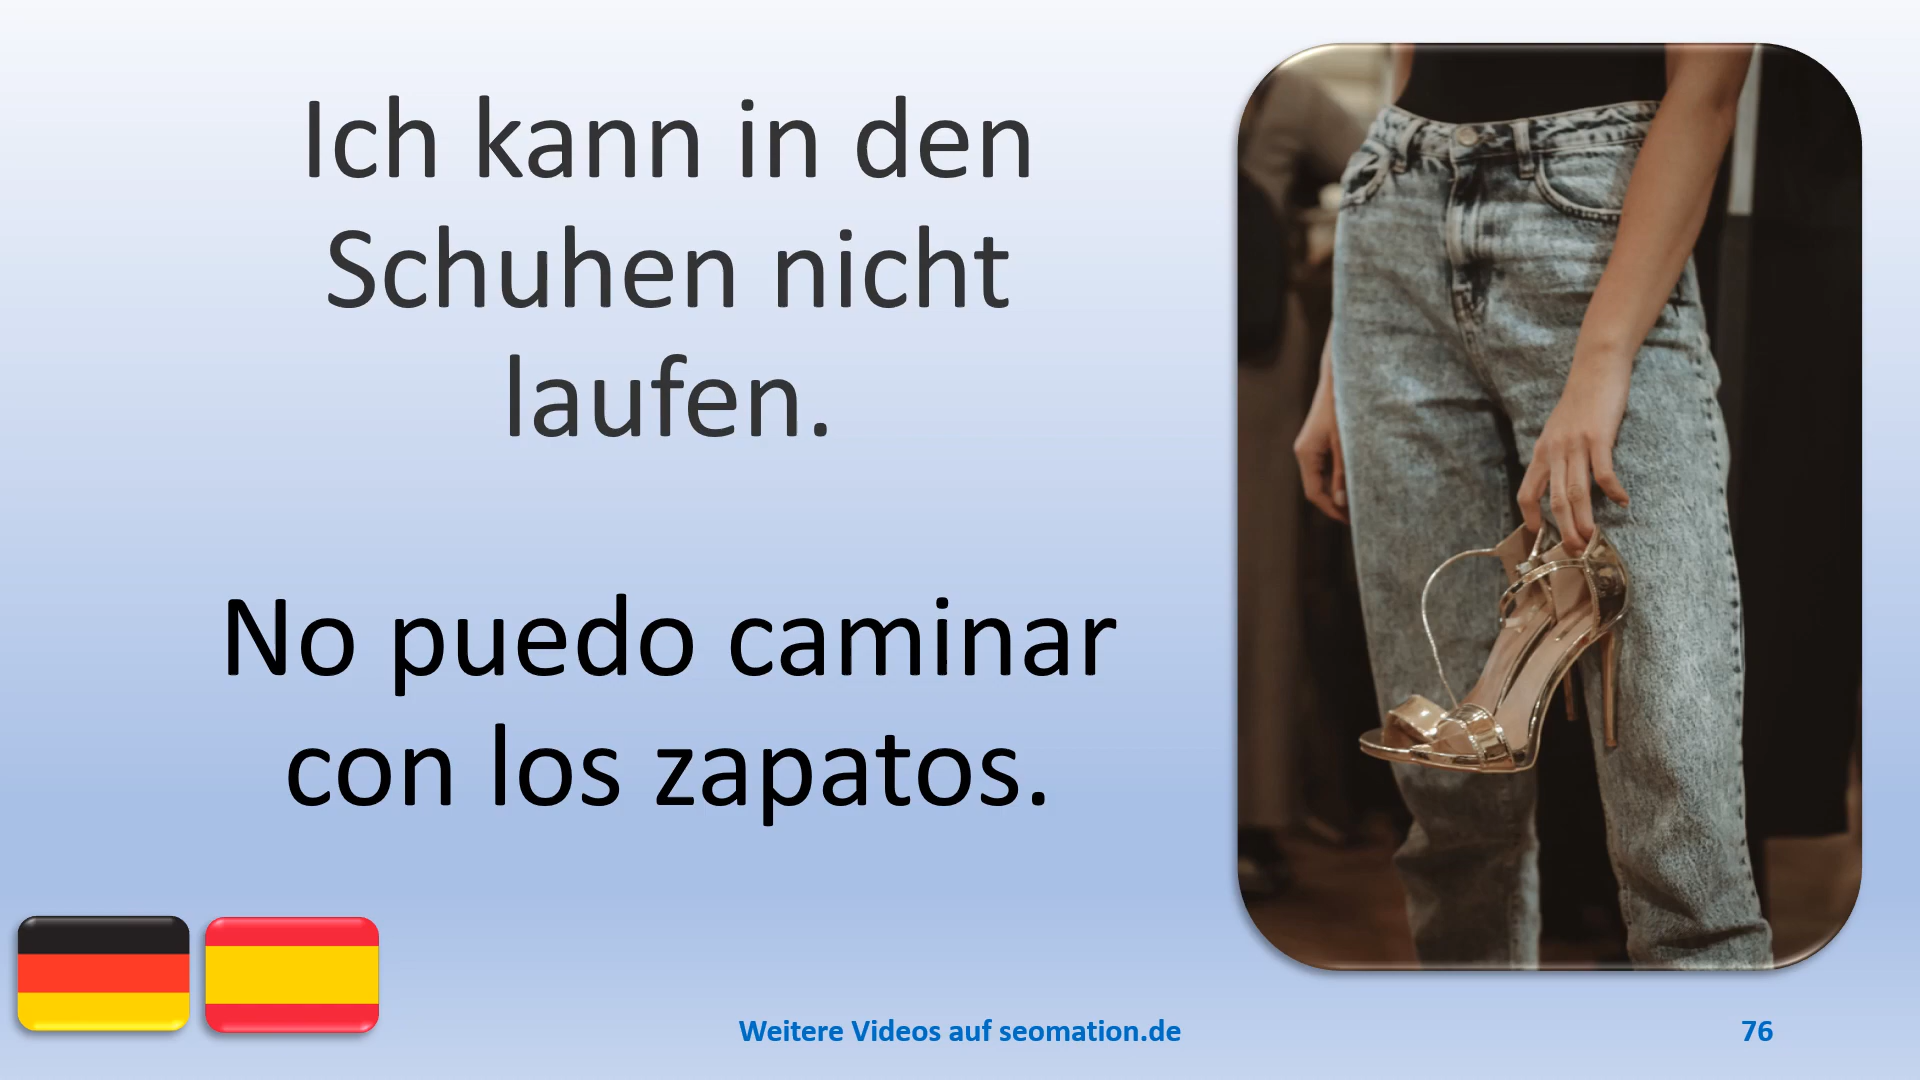 Ich kann in den
Schuhen nicht
laufen.
No puedo caminar
con los zapatos.
Weitere Videos auf seomation.de
76